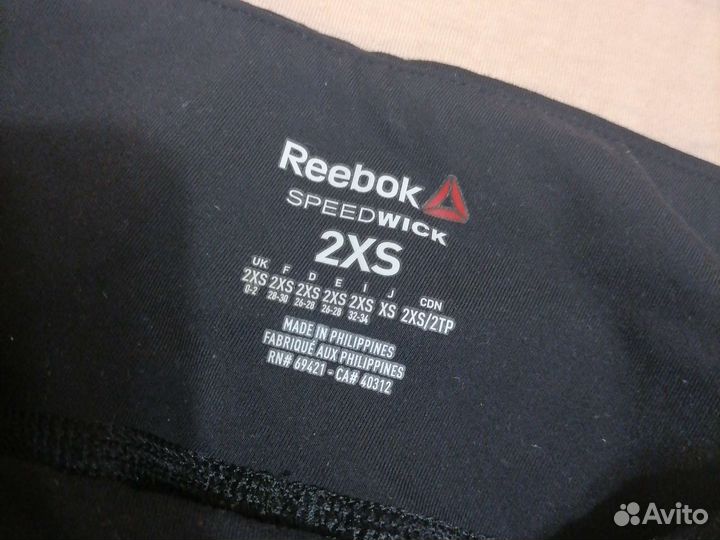 Reebok
SPEEDWICK
2XS
UK F D E I J CDN
2XS 2XS 2XS 2XS 2XS XS 2XS/2TP
0-2 28-30 26-28 26-28 32-34
MADE IN PHILIPPINES
FABRIQUÉ AUX PHILIPPINES
RN# 69421 - CA# 40312
Avito